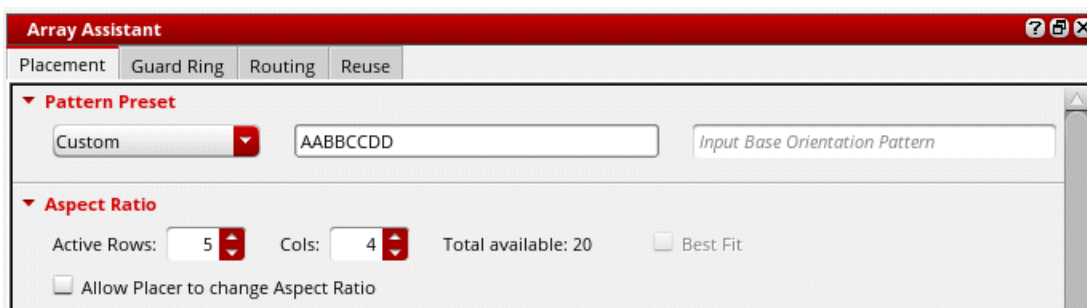 Array Assistant
Placement Guard Ring Routing Reuse
Pattern Preset
Custom AABBCCDD Input Base Orientation Pattern
Aspect Ratio
Active Rows: 5 Cols: 4 Total available: 20 Best Fit
Allow Placer to change Aspect Ratio